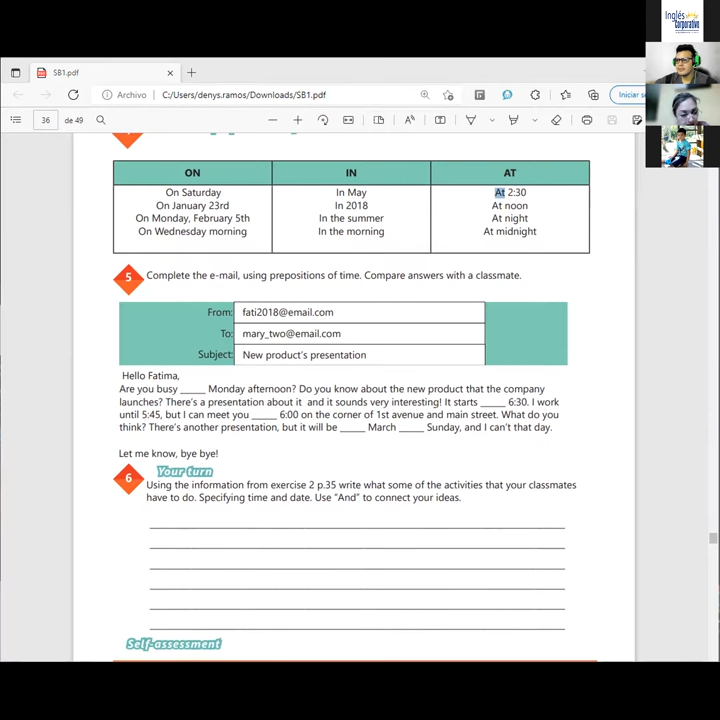 Inglés
Corporativo
SB1.pdf
Archivo
C:/Users/denys.ramos/Downloads/SB1.pdf
Iniciar
36
de 49
ON
IN
AT
On Saturday
In May
At 2:30
On January 23rd
In 2018
At noon
On Monday, February 5th
In the summer
At night
On Wednesday morning
In the morning
At midnight
5
Complete the e-mail, using prepositions of time. Compare answers with a classmate.
From:
fati2018@email.com
To:
mary_two@email.com
Subject:
New product's presentation
Hello Fatima,
Are you busy _____ Monday afternoon? Do you know about the new product that the company
launches? There's a presentation about it and it sounds very interesting! It starts _____ 6:30. I work
until 5:45, but I can meet you _____ 6:00 on the corner of 1st avenue and main street. What do you
think? There's another presentation, but it will be _____ March _____ Sunday, and I can't that day.
Let me know, bye bye!
6
Your turn
Using the information from exercise 2 p.35 write what some of the activities that your classmates
have to do. Specifying time and date. Use "And" to connect your ideas.
Self-assessment